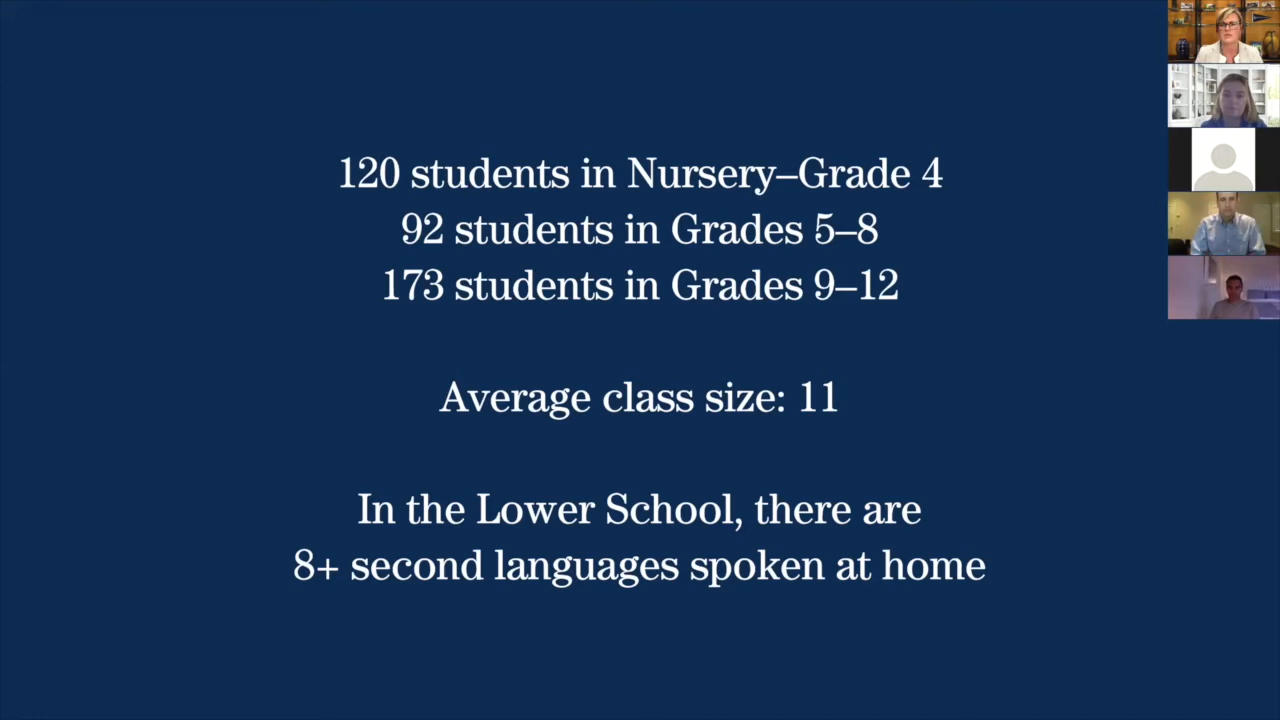 120 students in Nursery–Grade 4
92 students in Grades 5–8
173 students in Grades 9–12
Average class size: 11
In the Lower School, there are
8+ second languages spoken at home